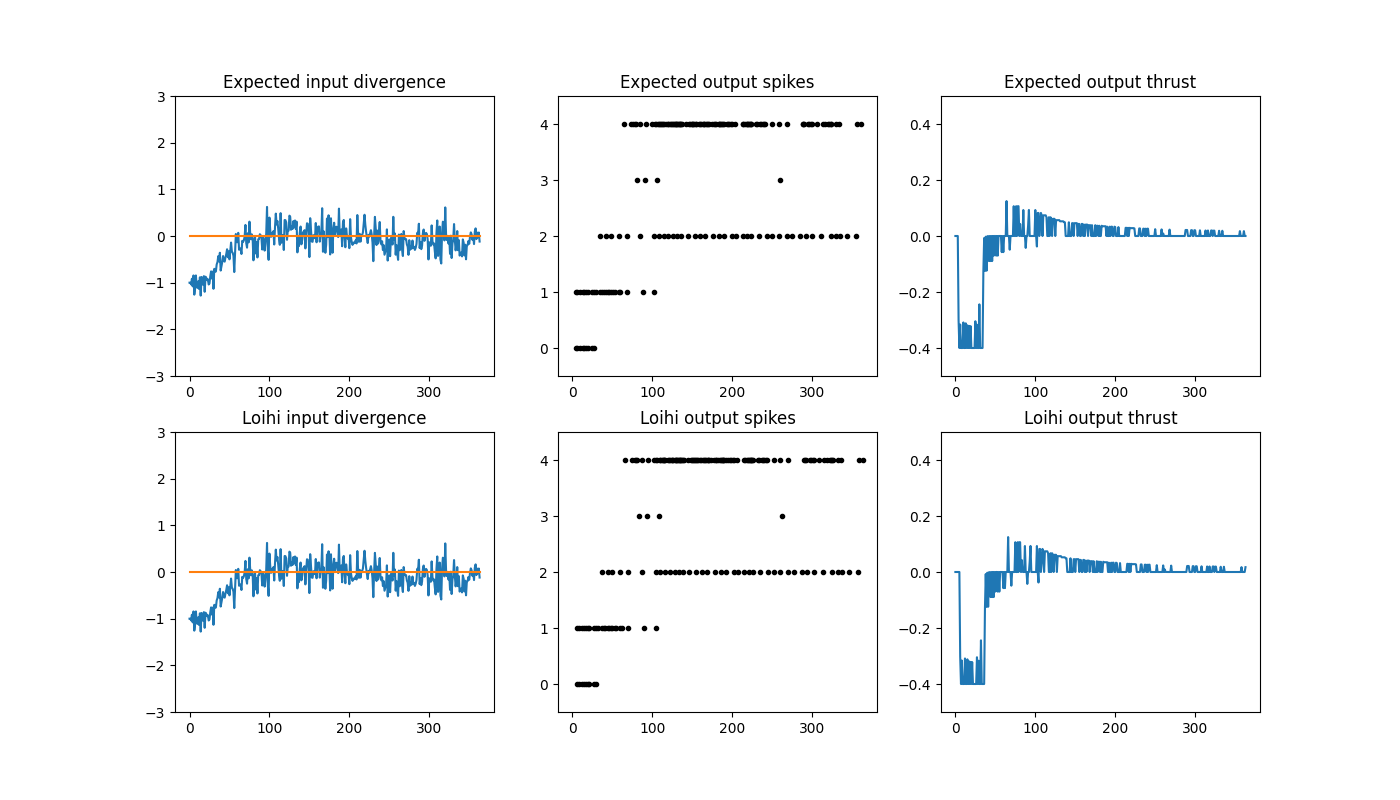 Expected input divergence
3
2
1
0
−1
−2
−3
0 100 200 300
Expected output spikes
4
3
2
1
0
0 100 200 300
Expected output thrust
0.4
0.2
0.0
−0.2
−0.4
0 100 200 300
Loihi input divergence
3
2
1
0
−1
−2
−3
0 100 200 300
Loihi output spikes
4
3
2
1
0
0 100 200 300
Loihi output thrust
0.4
0.2
0.0
−0.2
−0.4
0 100 200 300